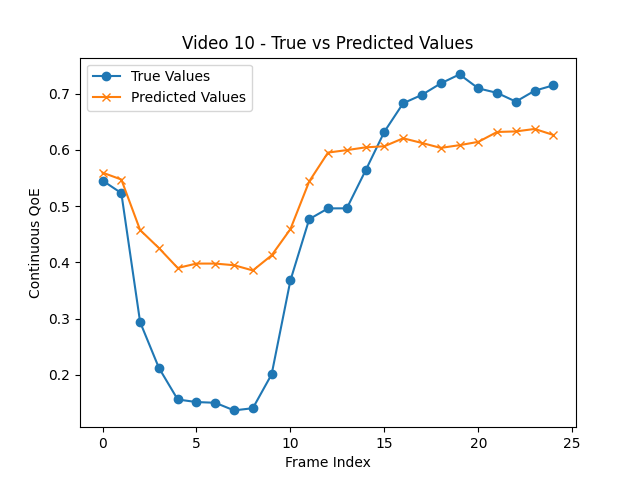 Video 10 - True vs Predicted Values
True Values
Predicted Values
Continuous QoE
0.7
0.6
0.5
0.4
0.3
0.2
0 5 10 15 20 25
Frame Index